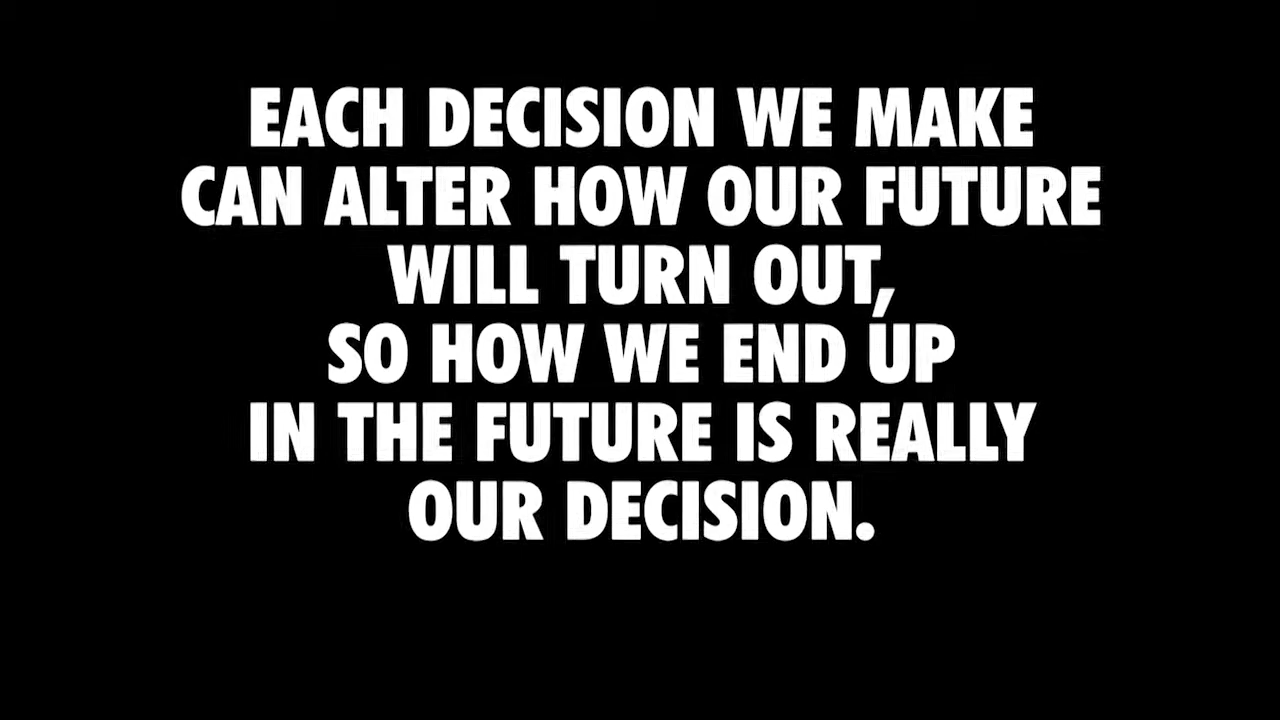 EACH DECISION WE MAKE
CAN ALTER HOW OUR FUTURE
WILL TURN OUT,
SO HOW WE END UP
IN THE FUTURE IS REALLY
OUR DECISION.